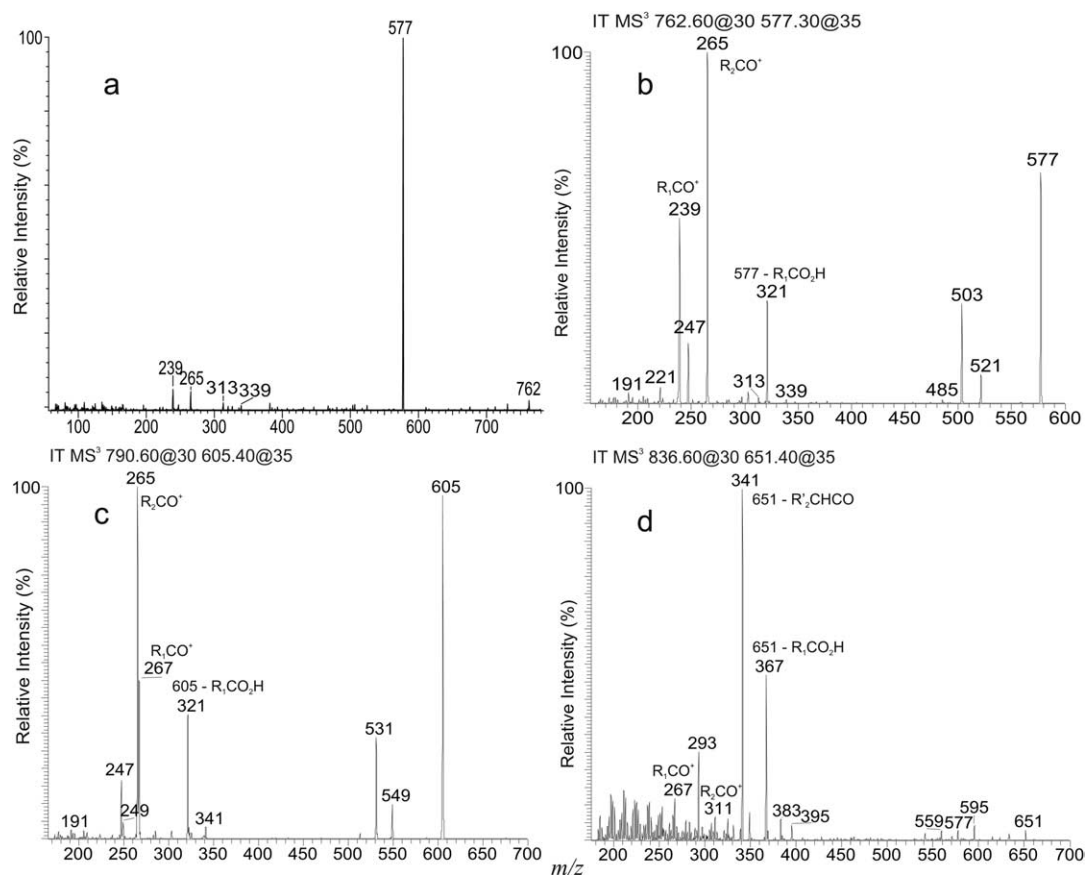 a
Relative Intensity (%)
100
577
239
265
313
339
762
100 200 300 400 500 600 700
IT MS³ 762.60@30 577.30@35
b
Relative Intensity (%)
100
265
R₂CO⁺
R₁CO⁺
239
577
577 - R₁CO₂H
321
247
503
191
221
313
339
485
521
200 250 300 350 400 450 500 550 600
IT MS³ 790.60@30 605.40@35
c
Relative Intensity (%)
100
265
R₂CO⁺
605
R₁CO⁺
267
605 - R₁CO₂H
321
247
249
191
341
531
549
200 250 300 350 400 450 500 550 600 650 700
IT MS³ 836.60@30 651.40@35
d
Relative Intensity (%)
100
341
651 - R'₂CHCO
651 - R₁CO₂H
367
293
R₁CO⁺
267
R₂CO⁺
311
383
395
559
577
595
651
200 250 300 350 400 450 500 550 600 650 700
m/z